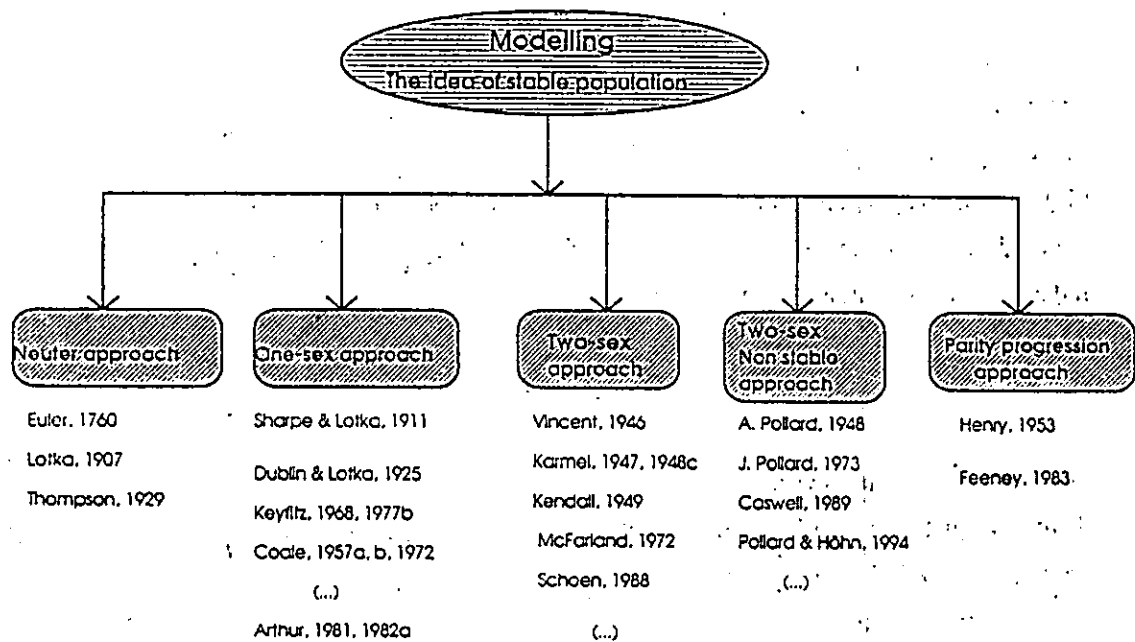 Modelling
The idea of stable population
Neuter approach
One-sex approach
Two-sex
approach
Two-sex
Non stable
approach
Parity progression
approach
Euler, 1760
Lotka, 1907
Thompson, 1929
Sharpe & Lotka, 1911
Dublin & Lotka, 1925
Keyfitz, 1968, 1977b
Coale, 1957a, b, 1972
(...)
Arthur, 1981, 1982a
Vincent, 1946
Karmel, 1947, 1948c
Kendall, 1949
McFarland, 1972
Schoen, 1988
(...)
A. Pollard, 1948
J. Pollard, 1973
Caswell, 1989
Pollard & Höhn, 1994
(...)
Henry, 1953
Feeney, 1983